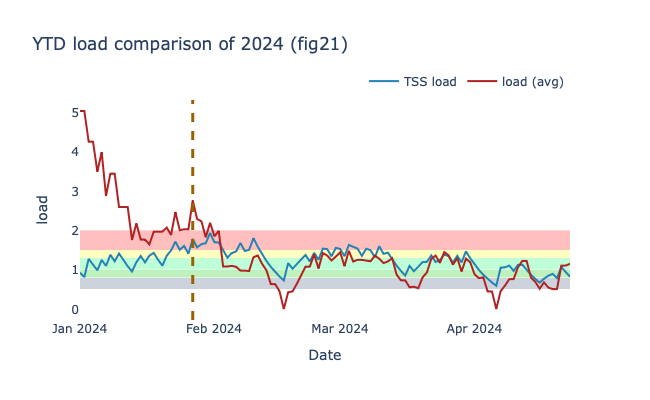 YTD load comparison of 2024 (fig21)
TSS load
load (avg)
5
4
3
2
1
0
load
Jan 2024
Feb 2024
Mar 2024
Apr 2024
Date